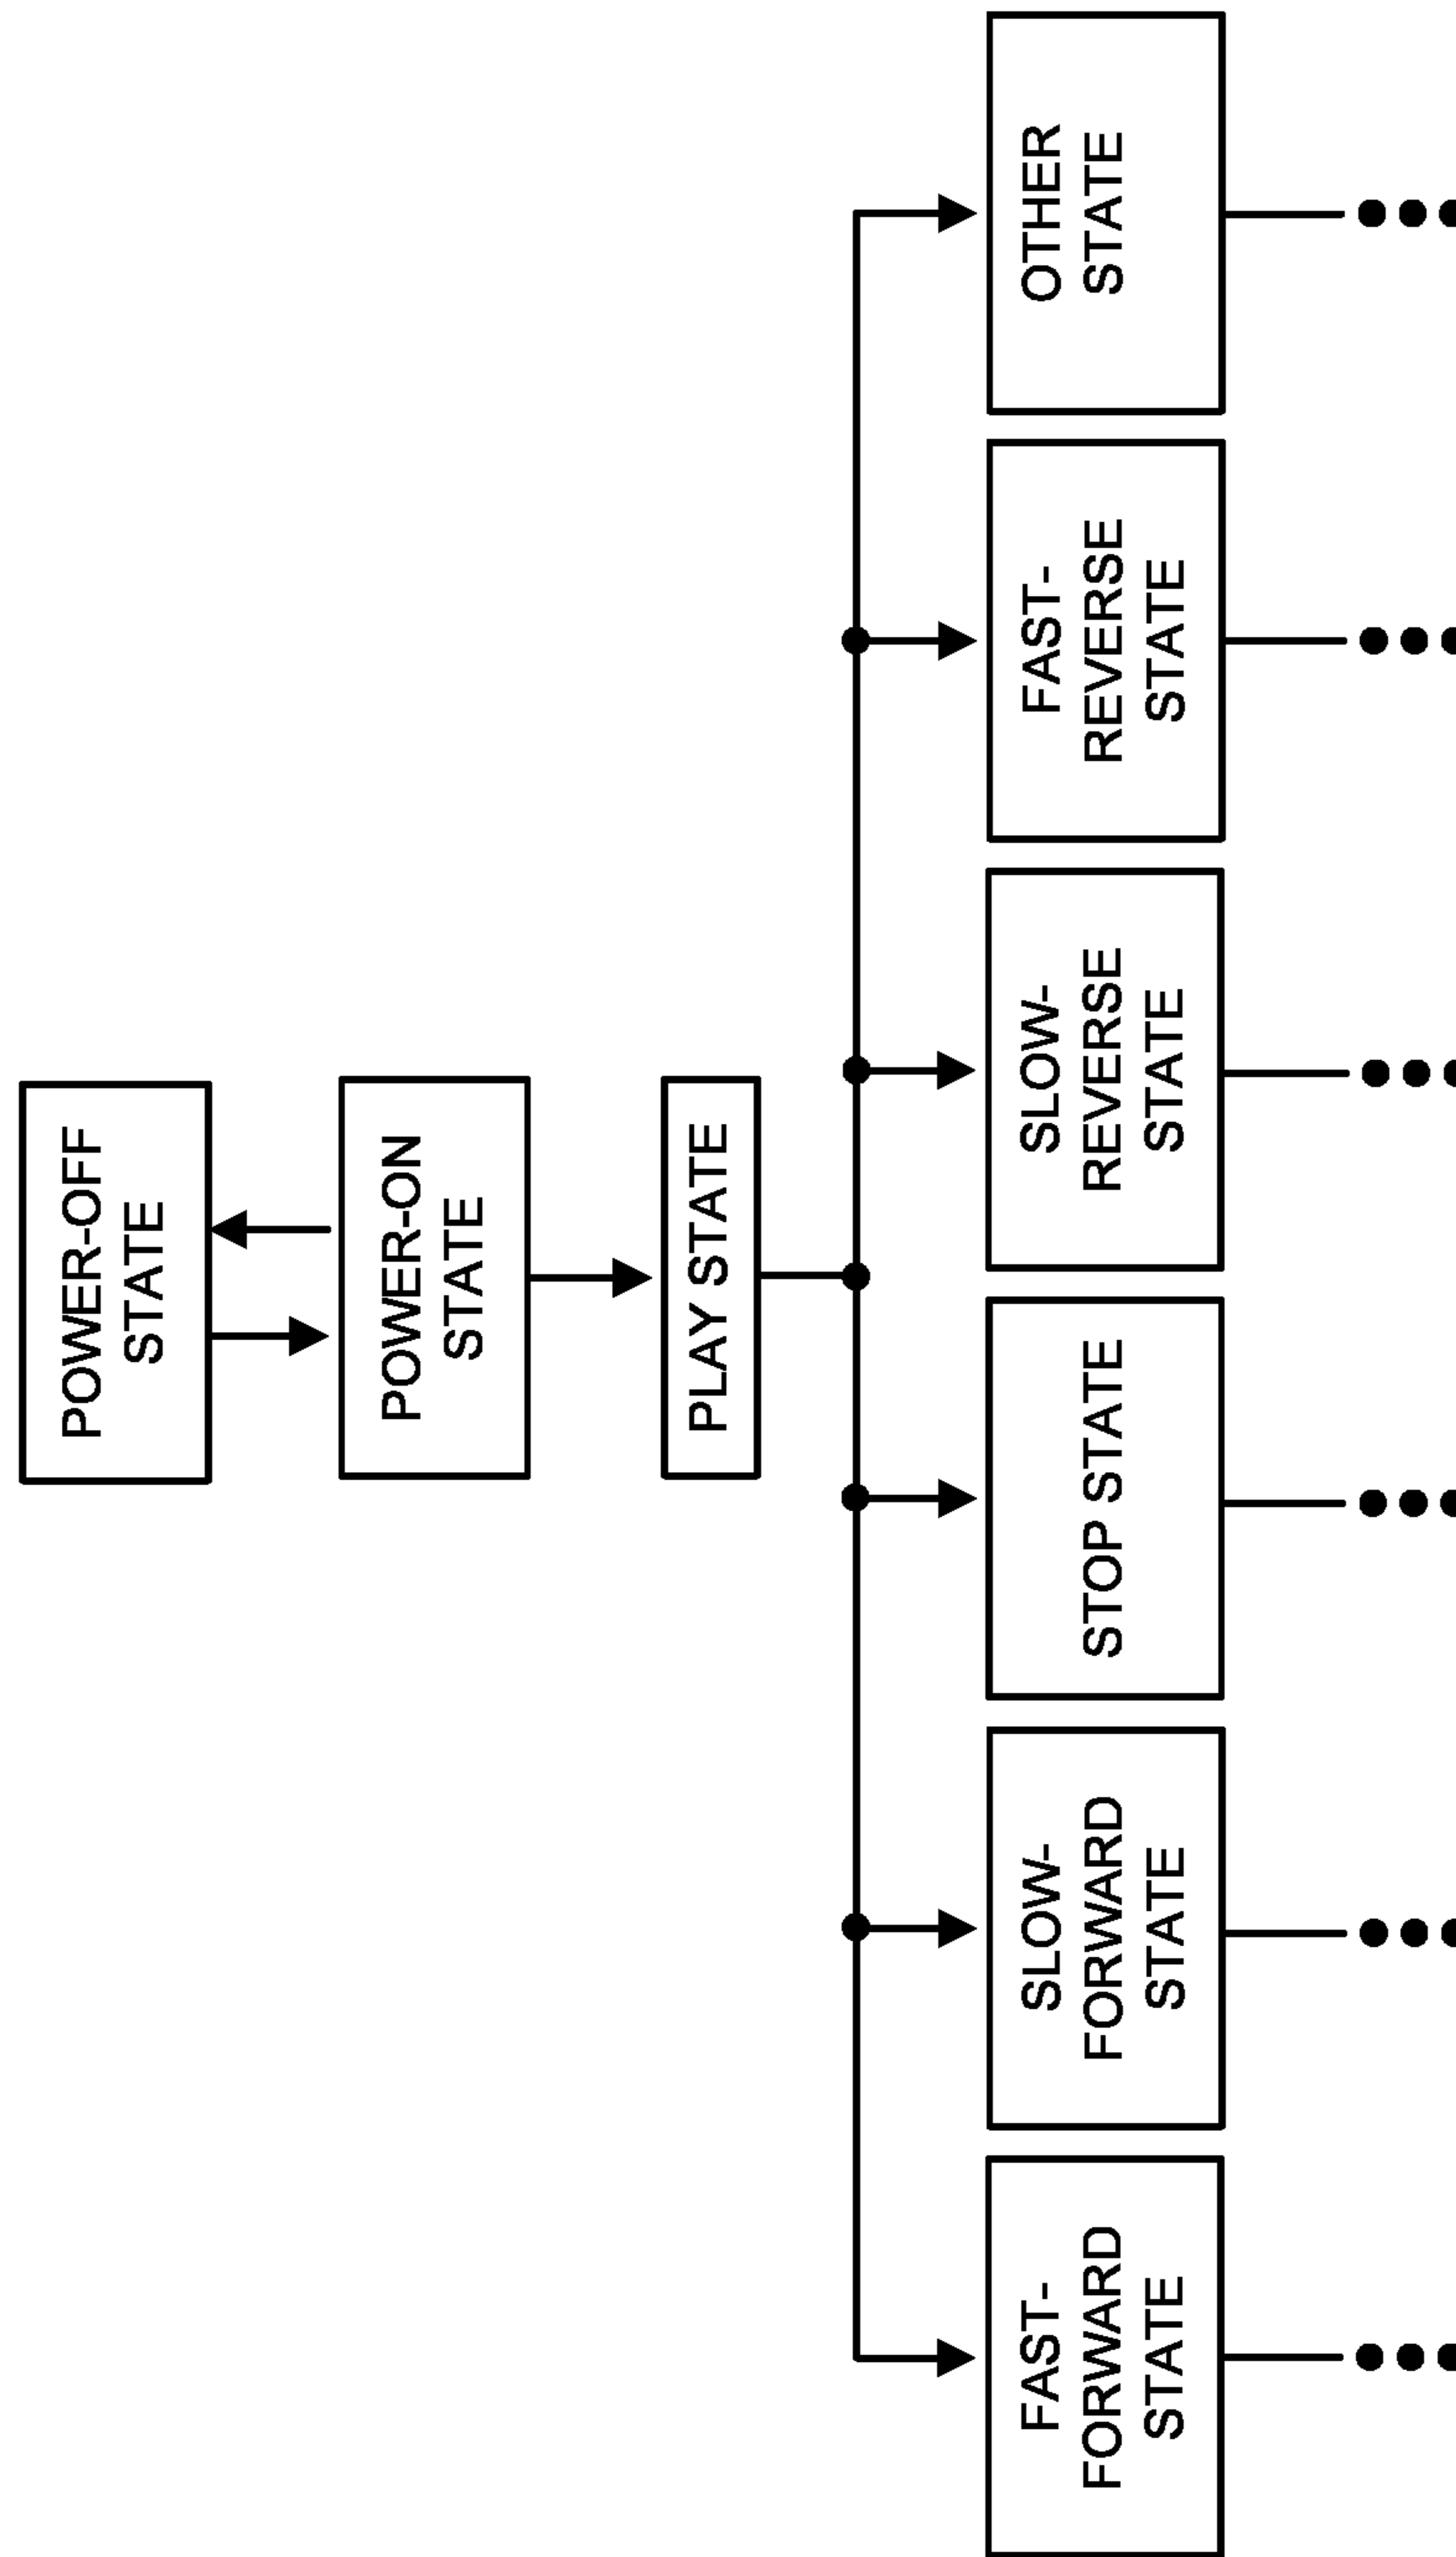 POWER-OFF
STATE
POWER-ON
STATE
PLAY STATE
FAST-
FORWARD
STATE
SLOW-
FORWARD
STATE
STOP STATE
SLOW-
REVERSE
STATE
FAST-
REVERSE
STATE
OTHER
STATE